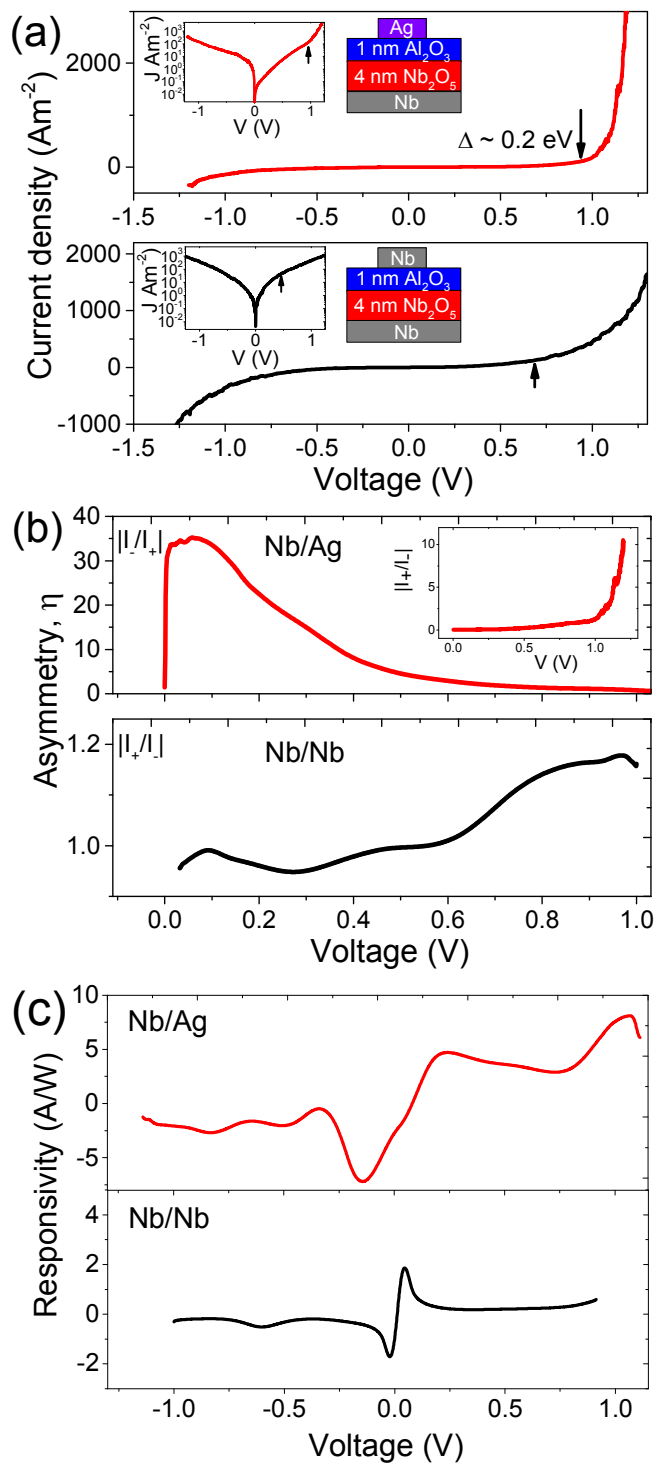 (a)
Current density (Am⁻²)
2000
1000
0
J Am⁻²
10³
10²
10¹
10⁰
10⁻¹
10⁻²
-1 0 1
V (V)
Ag
1 nm Al₂O₃
4 nm Nb₂O₅
Nb
Δ ~ 0.2 eV
-1.5 -1.0 -0.5 0.0 0.5 1.0
2000
1000
0
-1000
J Am⁻²
10³
10²
10¹
10⁰
10⁻¹
10⁻²
-1 0 1
V (V)
Nb
1 nm Al₂O₃
4 nm Nb₂O₅
Nb
-1.5 -1.0 -0.5 0.0 0.5 1.0
Voltage (V)
(b)
Asymmetry, η
40
35
30
20
10
0
|I₋/I₊|
Nb/Ag
|I₊/I₋|
10
5
0
0.0 0.5 1.0
V (V)
1.2
1.0
|I₊/I₋|
Nb/Nb
0.0 0.2 0.4 0.6 0.8 1.0
Voltage (V)
(c)
Responsivity (A/W)
10
5
0
-5
Nb/Ag
4
2
0
-2
Nb/Nb
-1.0 -0.5 0.0 0.5 1.0
Voltage (V)